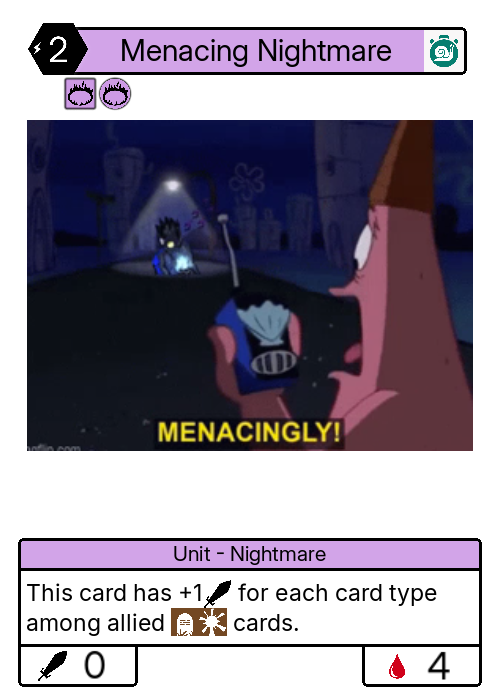 2
Menacing Nightmare
MENACINGLY!
Unit - Nightmare
This card has +1 for each card type
among allied cards.
0
4